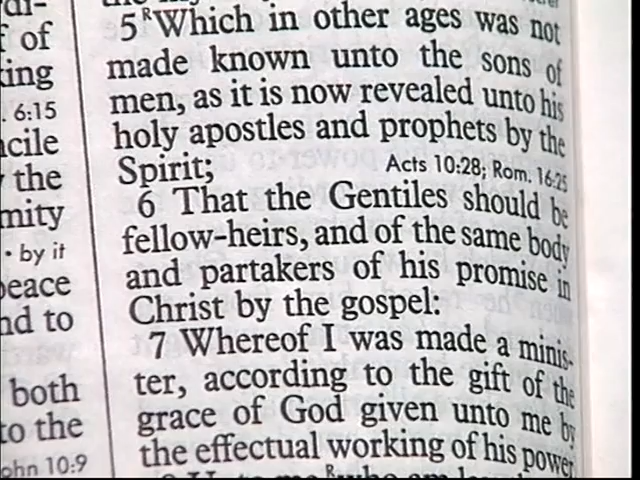 f of
king
. 6:15
cile
the
mity
• by it
peace
nd to
both
to the
ohn 10:9
5 RWhich in other ages was not
made known unto the sons of
men, as it is now revealed unto his
holy apostles and prophets by the
Spirit; Acts 10:28; Rom. 16:25
6 That the Gentiles should be
fellow-heirs, and of the same body
and partakers of his promise in
Christ by the gospel:
7 Whereof I was made a minis-
ter, according to the gift of the
grace of God given unto me by
the effectual working of his power